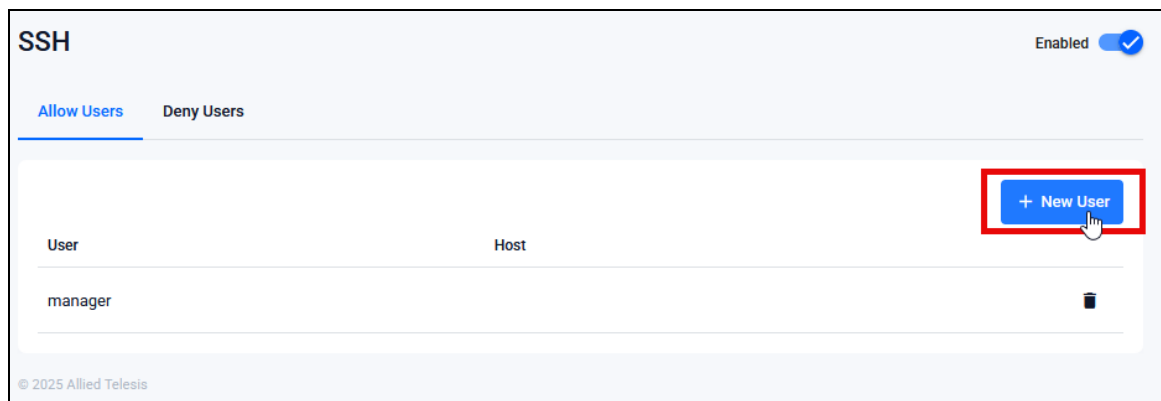 SSH
Enabled
Allow Users Deny Users
+ New User
User Host
manager
© 2025 Allied Telesis